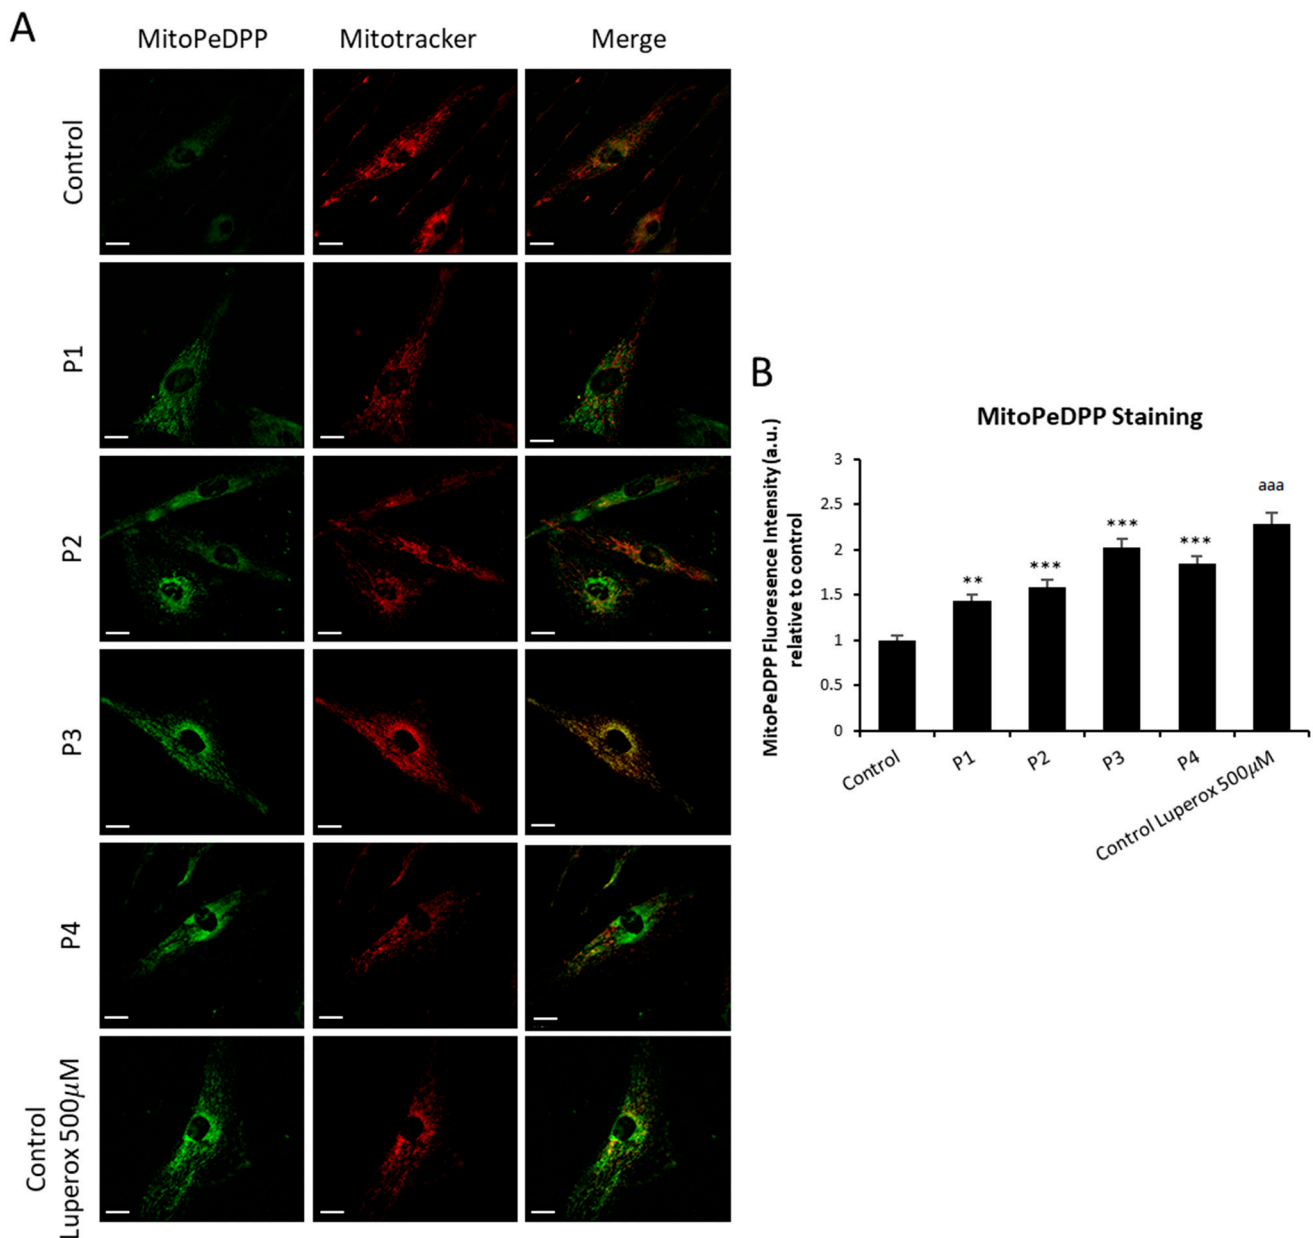 A
MitoPeDPP
Mitotracker
Merge
Control
P1
P2
P3
P4
Control
Luperox 500µM
B
MitoPeDPP Staining
MitoPeDPP Fluoresence Intensity (a.u.)
relative to control
3
2.5
2
1.5
1
0.5
0
**
***
***
***
aaa
Control
P1
P2
P3
P4
Control Luperox 500µM